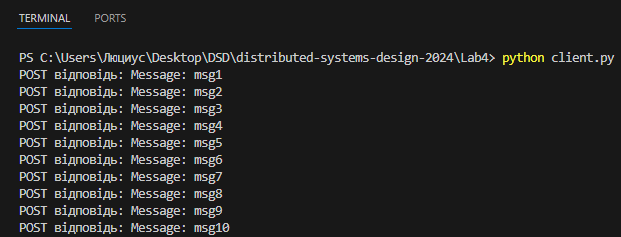 TERMINAL PORTS
PS C:\Users\Люциус\Desktop\DSD\distributed-systems-design-2024\Lab4> python client.py
POST відповідь: Message: msg1
POST відповідь: Message: msg2
POST відповідь: Message: msg3
POST відповідь: Message: msg4
POST відповідь: Message: msg5
POST відповідь: Message: msg6
POST відповідь: Message: msg7
POST відповідь: Message: msg8
POST відповідь: Message: msg9
POST відповідь: Message: msg10